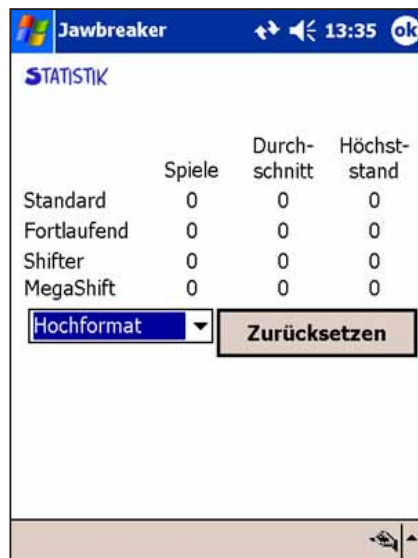 Jawbreaker 13:35 ok
STATISTIK
Durch- Höchst-
Spiele schnitt stand
Standard 0 0 0
Fortlaufend 0 0 0
Shifter 0 0 0
MegaShift 0 0 0
Hochformat Zurücksetzen